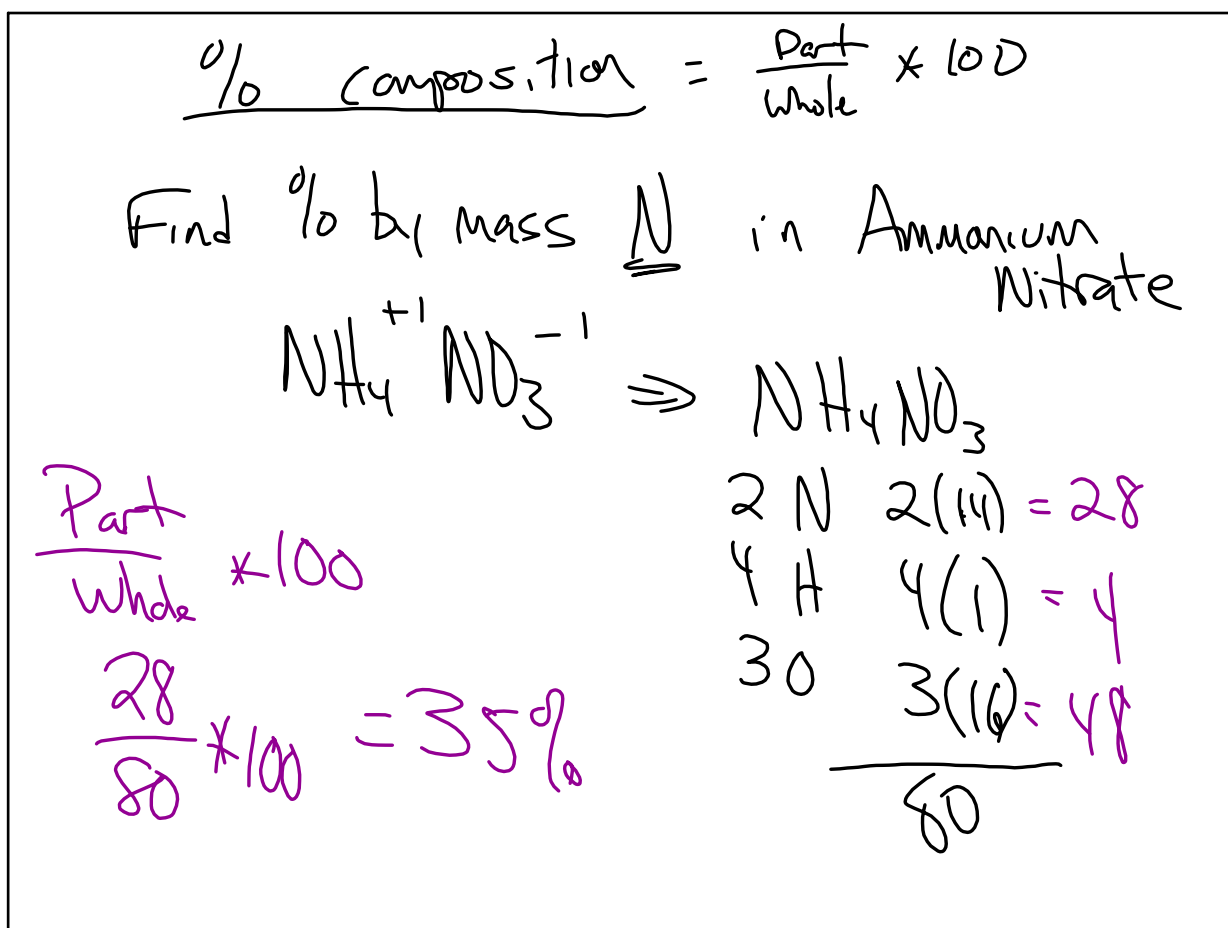 % composition = Part/Whole * 100
Find % by mass N in Ammonium
Nitrate
NH₄⁺¹ NO₃⁻¹ ⇒ NH₄NO₃
2 N 2(14) = 28
4 H 4(1) = 4
3 O 3(16) = 48
80
Part/Whole * 100
28/80 * 100 = 35%